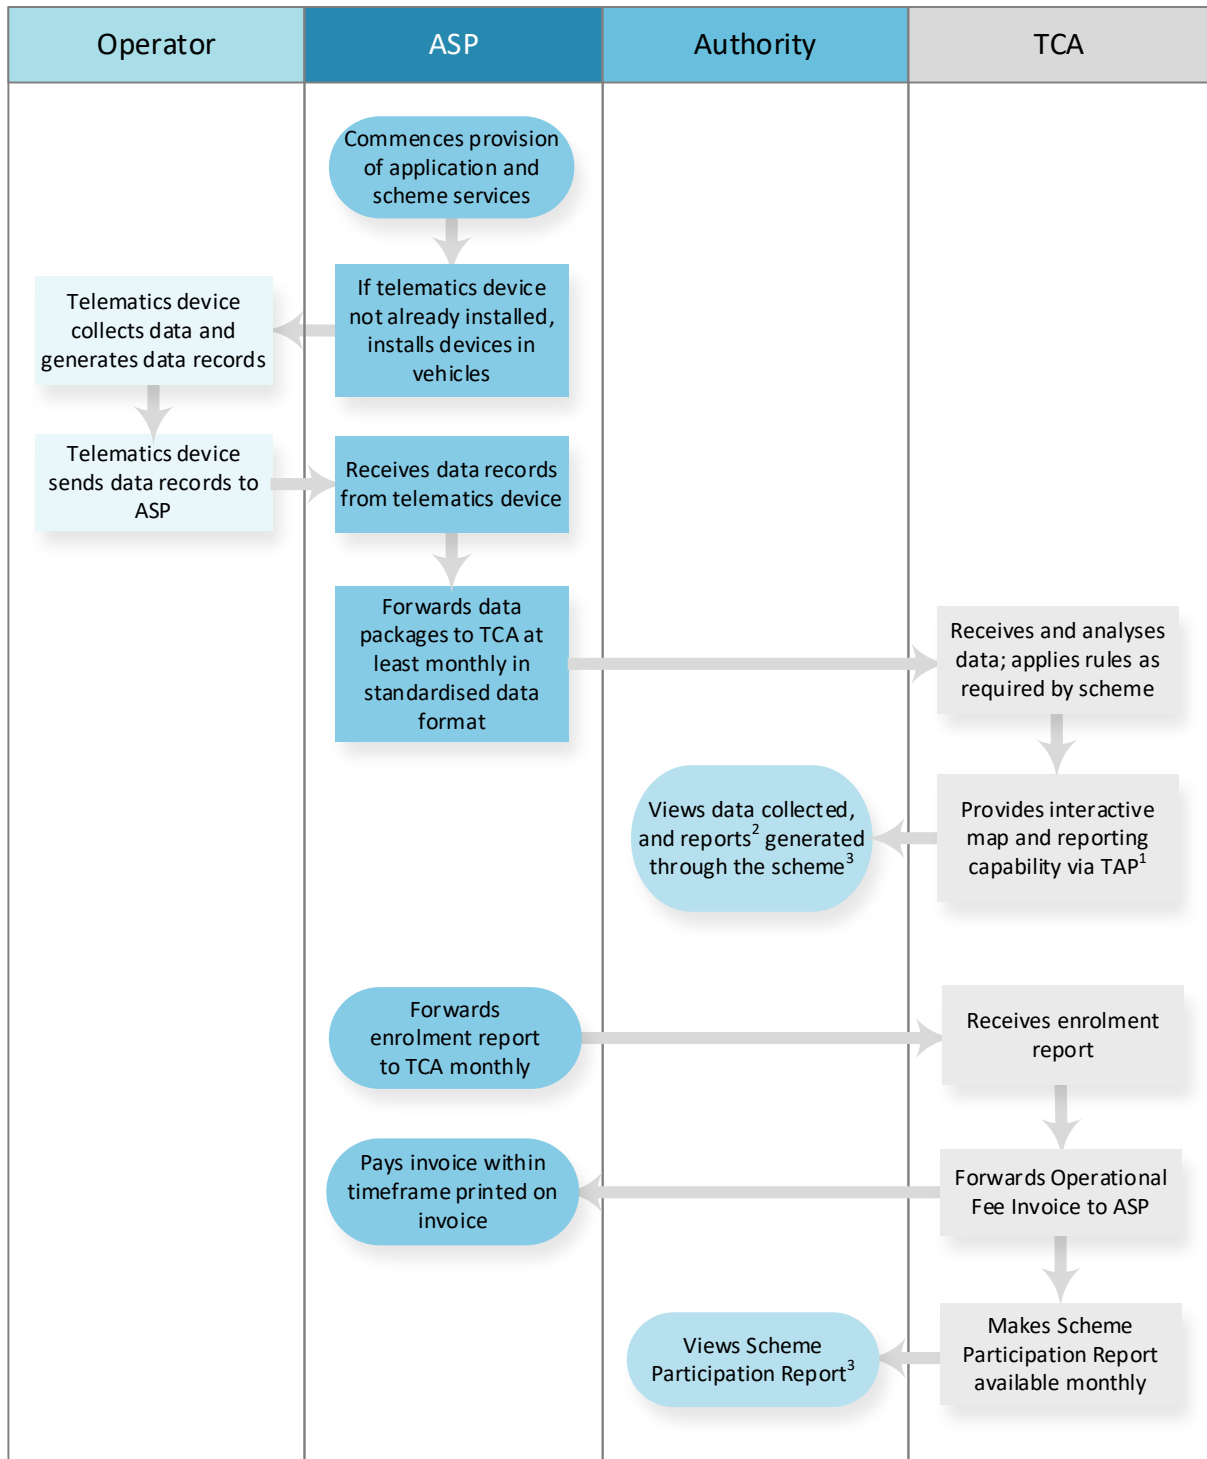 Operator
ASP
Authority
TCA
Commences provision
of application and
scheme services
If telematics device
not already installed,
installs devices in
vehicles
Telematics device
collects data and
generates data records
Telematics device
sends data records to
ASP
Receives data records
from telematics device
Forwards data
packages to TCA at
least monthly in
standardised data
format
Receives and analyses
data; applies rules as
required by scheme
Provides interactive
map and reporting
capability via TAP¹
Views data collected,
and reports² generated
through the scheme³
Forwards
enrolment report
to TCA monthly
Receives enrolment
report
Forwards Operational
Fee Invoice to ASP
Pays invoice within
timeframe printed on
invoice
Makes Scheme
Participation Report
available monthly
Views Scheme
Participation Report³